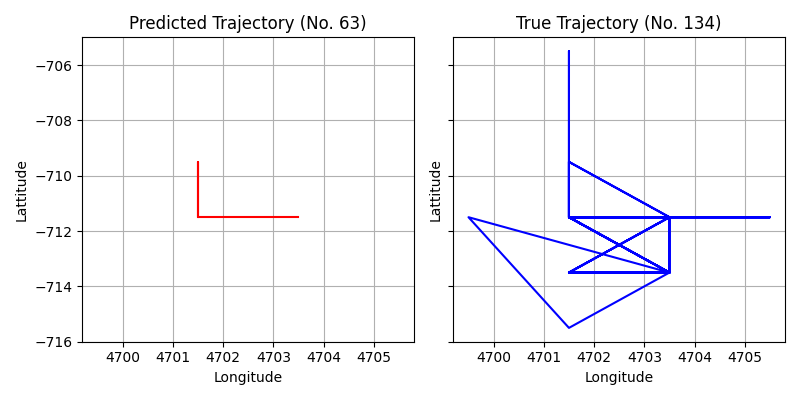 Predicted Trajectory (No. 63)
True Trajectory (No. 134)
−706
−708
−710
−712
−714
−716
Lattitude
Lattitude
4700 4701 4702 4703 4704 4705
4700 4701 4702 4703 4704 4705
Longitude
Longitude